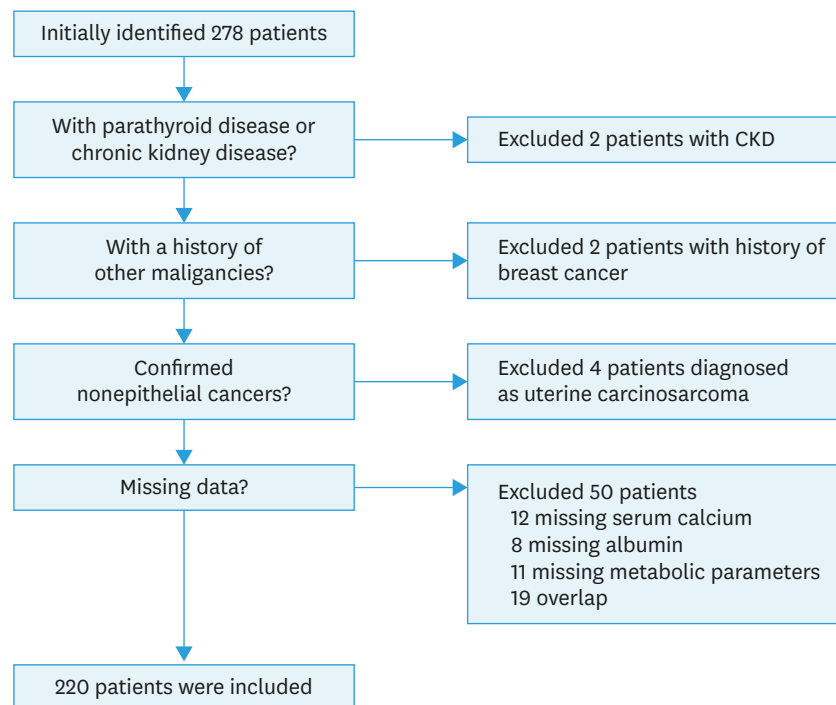 Initially identified 278 patients
With parathyroid disease or
chronic kidney disease?
Excluded 2 patients with CKD
With a history of
other maligancies?
Excluded 2 patients with history of
breast cancer
Confirmed
nonepithelial cancers?
Excluded 4 patients diagnosed
as uterine carcinosarcoma
Missing data?
Excluded 50 patients
12 missing serum calcium
8 missing albumin
11 missing metabolic parameters
19 overlap
220 patients were included